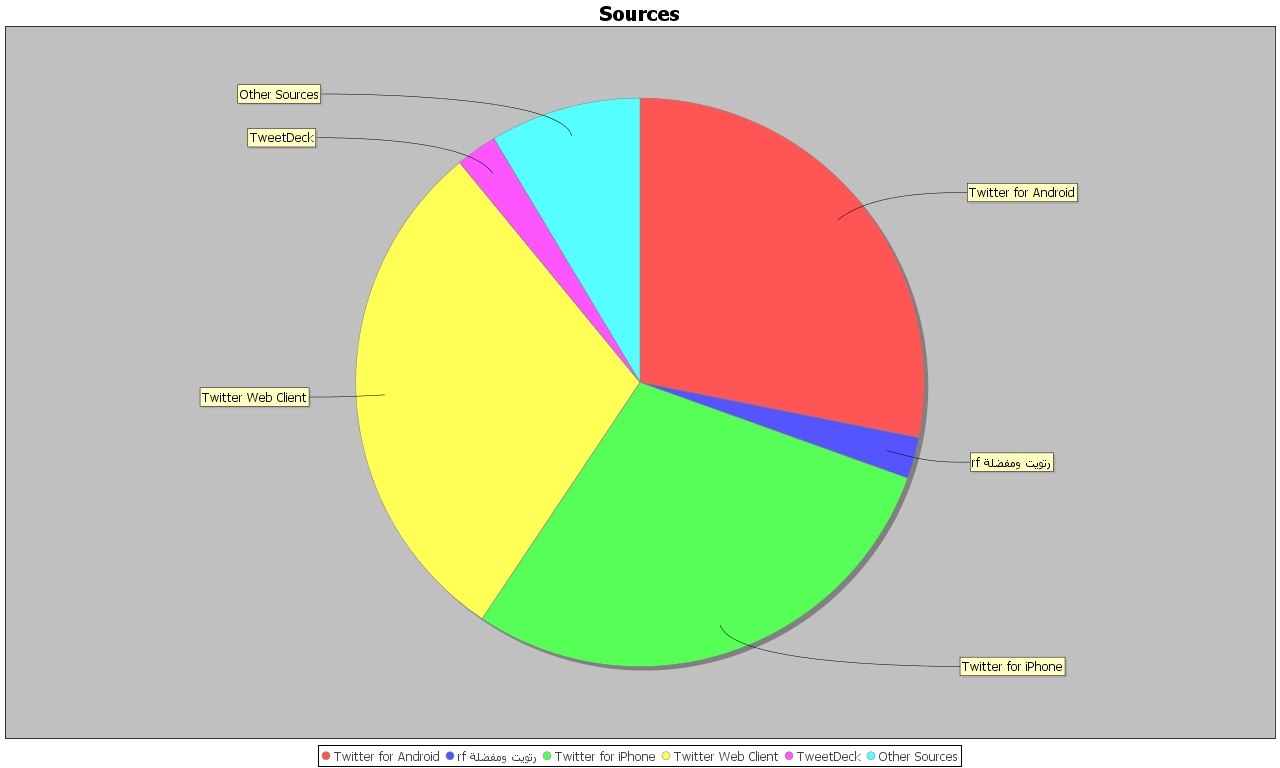 Sources
Other Sources
TweetDeck
Twitter for Android
Twitter Web Client
رتويت ومفضلة rf
Twitter for iPhone
Twitter for Android رتويت ومفضلة rf Twitter for iPhone Twitter Web Client TweetDeck Other Sources